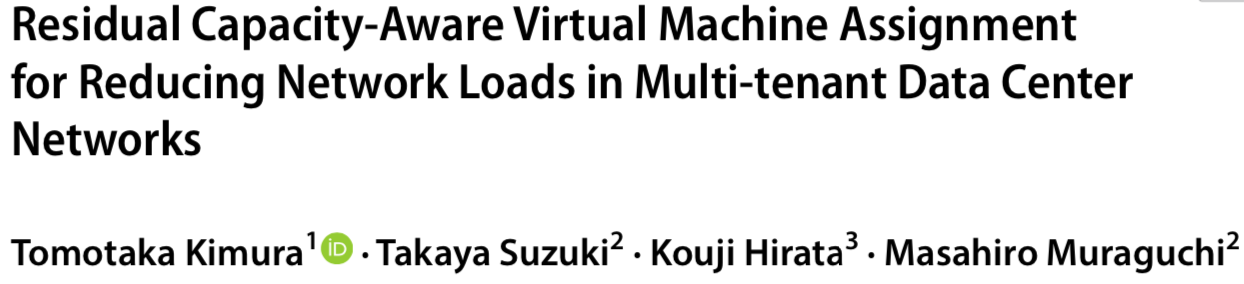 Residual Capacity-Aware Virtual Machine Assignment
for Reducing Network Loads in Multi-tenant Data Center
Networks
Tomotaka Kimura¹ iD · Takaya Suzuki² · Kouji Hirata³ · Masahiro Muraguchi²